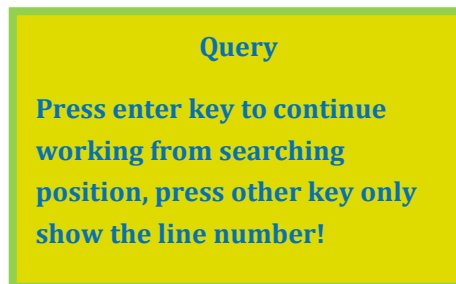 Query
Press enter key to continue
working from searching
position, press other key only
show the line number!